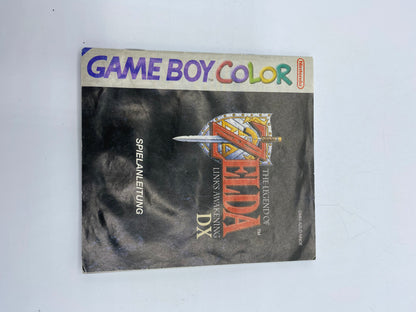 GAME BOY COLOR
Nintendo
THE LEGEND OF
ZELDA
LINK'S AWAKENING
DX
SPIELANLEITUNG